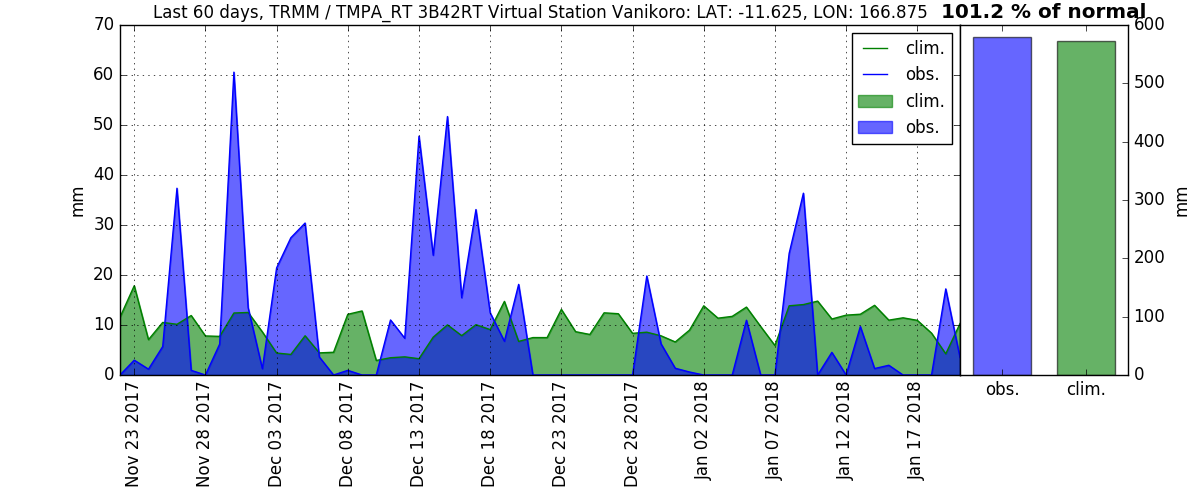 Last 60 days, TRMM / TMPA_RT 3B42RT Virtual Station Vanikoro: LAT: -11.625, LON: 166.875 101.2 % of normal
70
60
50
40
30
20
10
0
mm
clim.
obs.
clim.
obs.
600
500
400
300
200
100
0
mm
obs. clim.
Nov 23 2017
Nov 28 2017
Dec 03 2017
Dec 08 2017
Dec 13 2017
Dec 18 2017
Dec 23 2017
Dec 28 2017
Jan 02 2018
Jan 07 2018
Jan 12 2018
Jan 17 2018